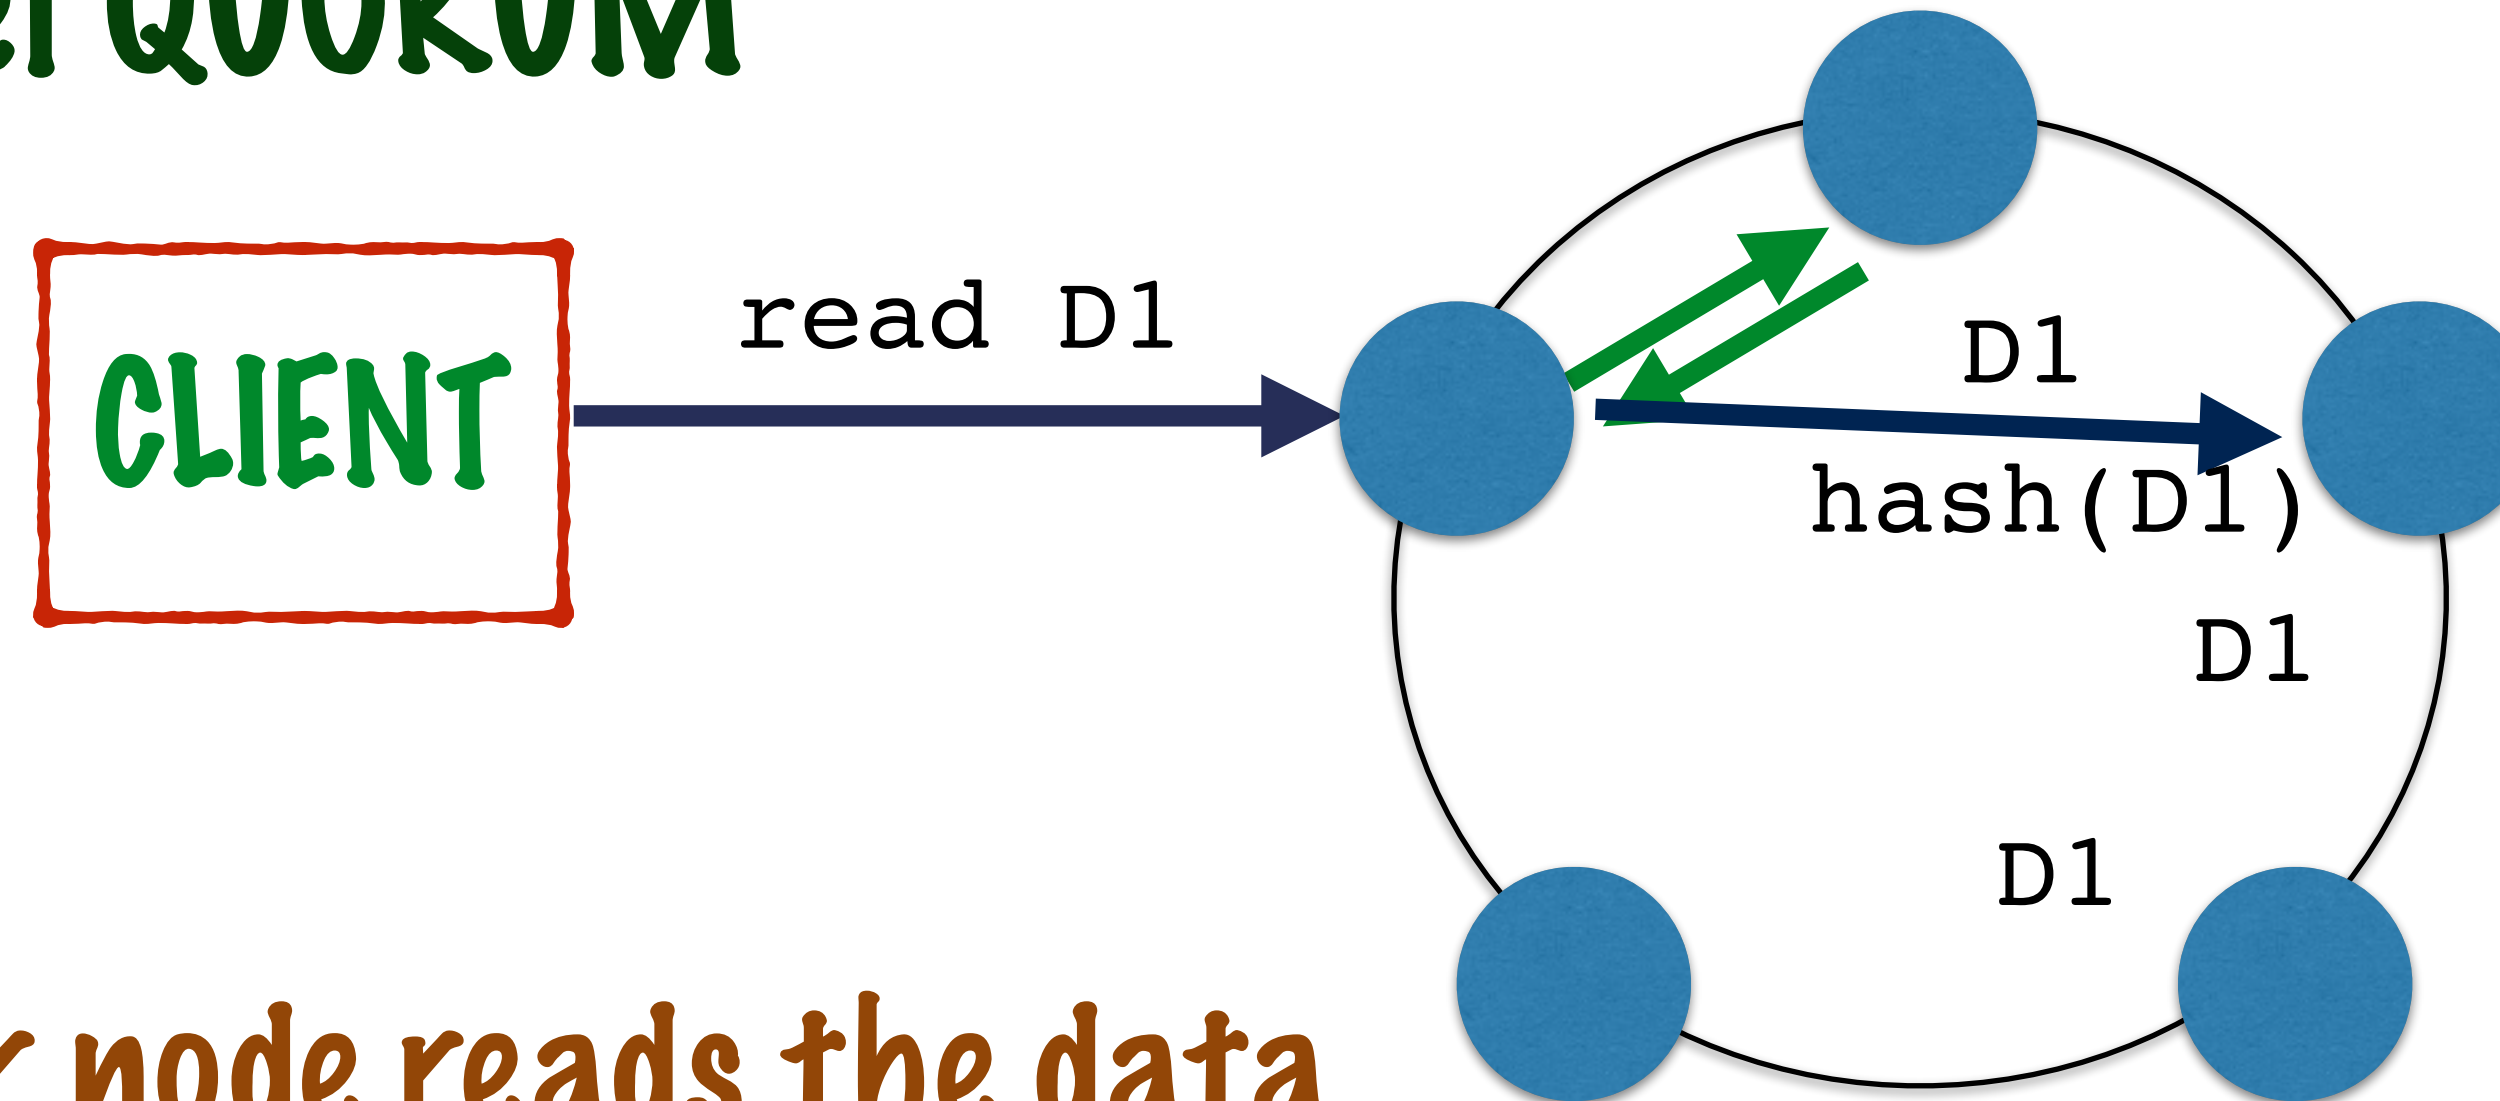 QUORUM
read D1
D1
CLIENT
hash(D1)
D1
D1
node reads the data